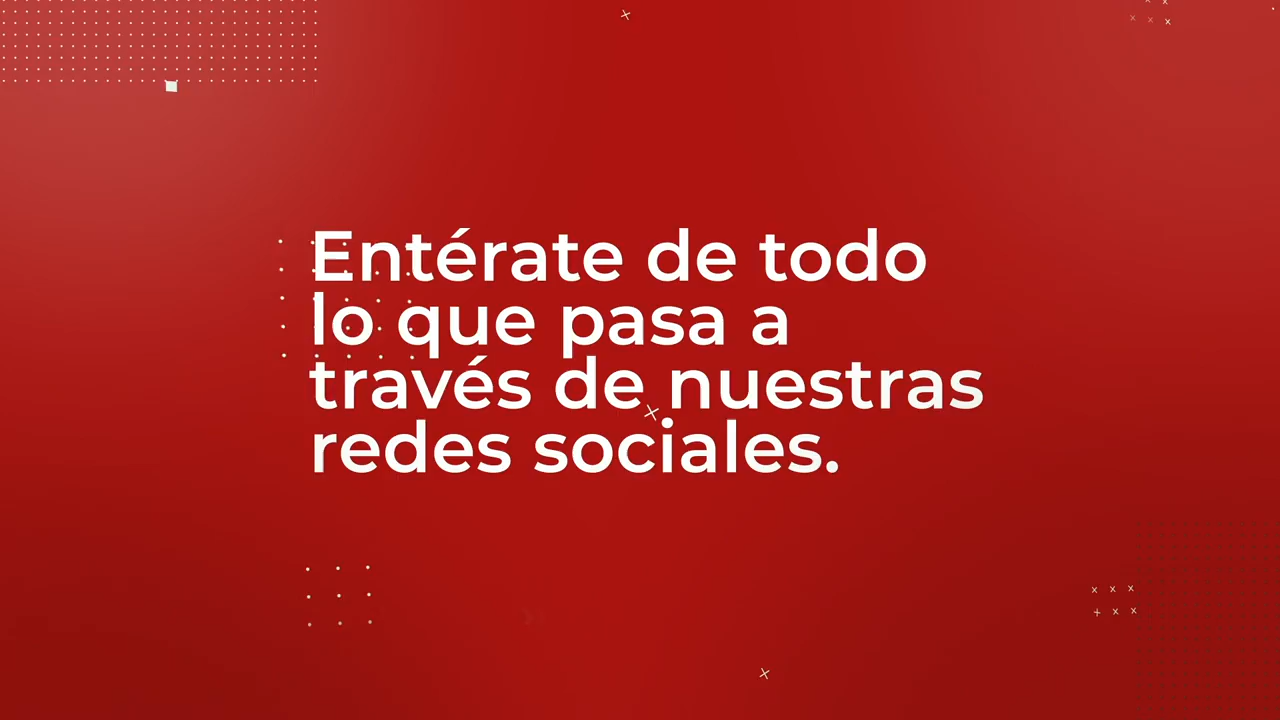 Entérate de todo
lo que pasa a
través de nuestras
redes sociales.